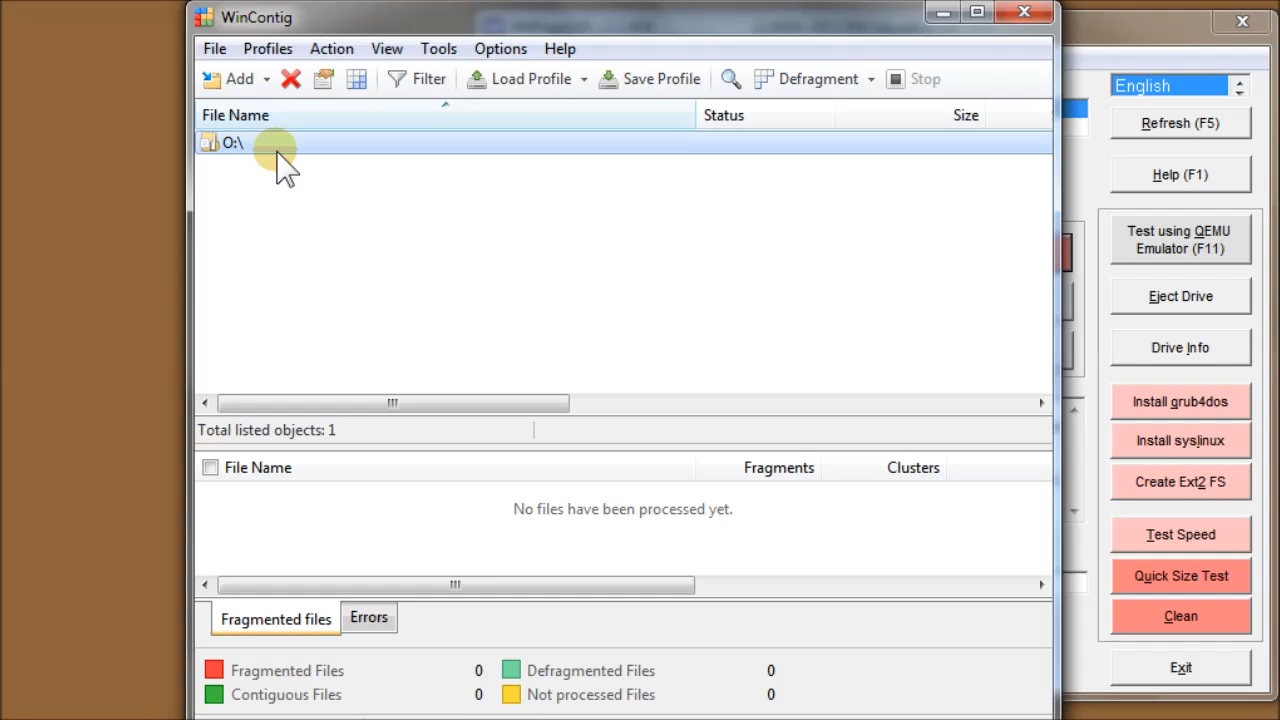 WinContig
File Profiles Action View Tools Options Help
Add Filter Load Profile Save Profile Defragment Stop
File Name Status Size
O:\
Total listed objects: 1
File Name Fragments Clusters
No files have been processed yet.
Fragmented files Errors
Fragmented Files 0 Defragmented Files 0
Contiguous Files 0 Not processed Files 0
English
Refresh (F5)
Help (F1)
Test using QEMU
Emulator (F11)
Eject Drive
Drive Info
Install grub4dos
Install syslinux
Create Ext2 FS
Test Speed
Quick Size Test
Clean
Exit